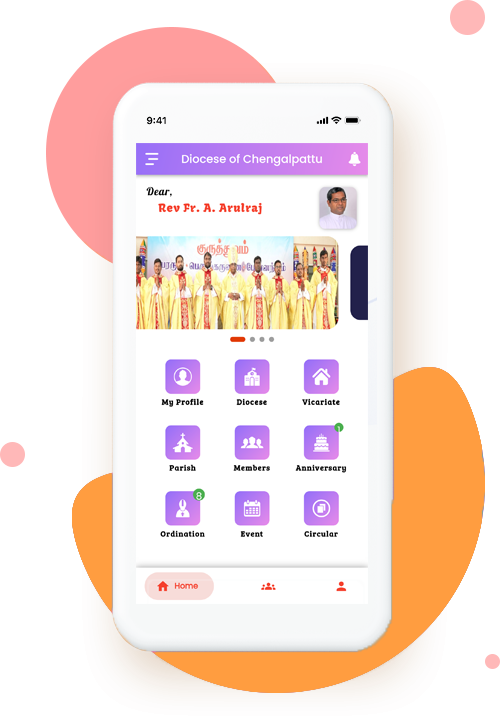 9:41
Diocese of Chengalpattu
Dear,
Rev Fr. A. Arulraj
My Profile
Diocese
Vicariate
1
Parish
Members
Anniversary
8
Ordination
Event
Circular
Home